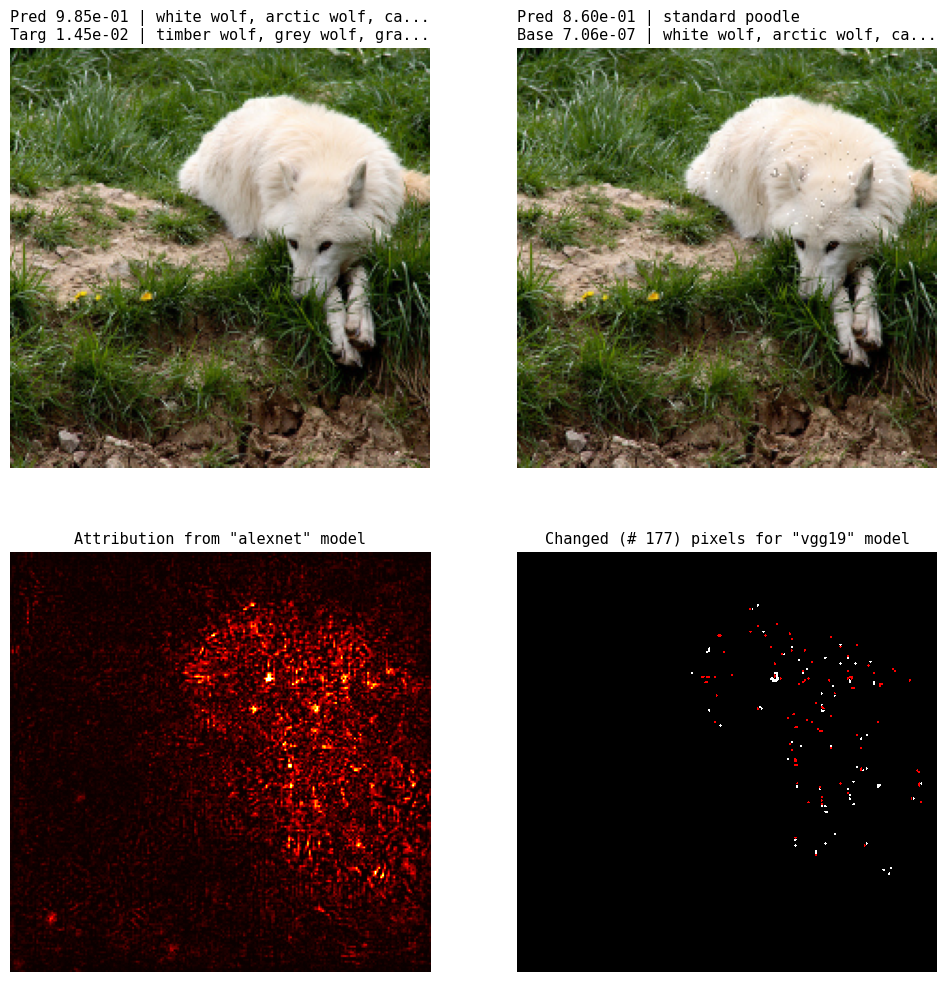 Pred 9.85e-01 | white wolf, arctic wolf, ca...
Targ 1.45e-02 | timber wolf, grey wolf, gra...
Pred 8.60e-01 | standard poodle
Base 7.06e-07 | white wolf, arctic wolf, ca...
Attribution from "alexnet" model
Changed (# 177) pixels for "vgg19" model